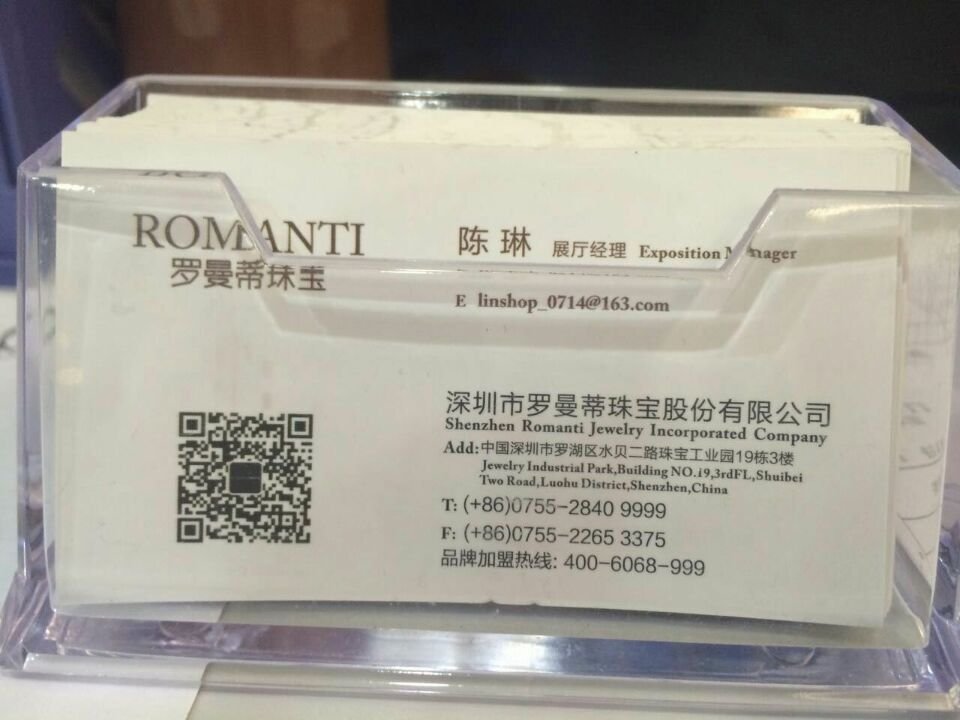 ROMANTI
罗曼蒂珠宝
陈琳 展厅经理 Exposition Manager
E linshop_0714@163.com
深圳市罗曼蒂珠宝股份有限公司
Shenzhen Romanti Jewelry Incorporated Company
Add:中国深圳市罗湖区水贝二路珠宝工业园19栋3楼
Jewelry Industrial Park,Building NO.19,3rdFL,Shuibei
Two Road,Luohu District,Shenzhen,China
T: (+86)0755-2840 9999
F: (+86)0755-2265 3375
品牌加盟热线: 400-6068-999